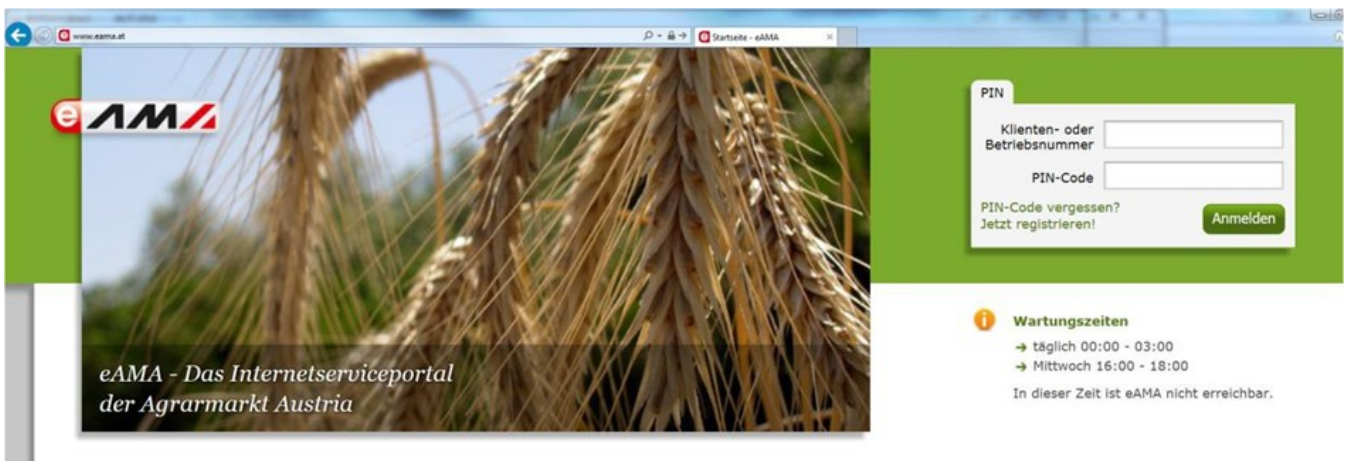 www.eama.at
Startseite - eAMA
eAMA
PIN
Klienten- oder
Betriebsnummer
PIN-Code
PIN-Code vergessen?
Jetzt registrieren!
Anmelden
eAMA - Das Internetserviceportal
der Agrarmarkt Austria
Wartungszeiten
täglich 00:00 - 03:00
Mittwoch 16:00 - 18:00
In dieser Zeit ist eAMA nicht erreichbar.